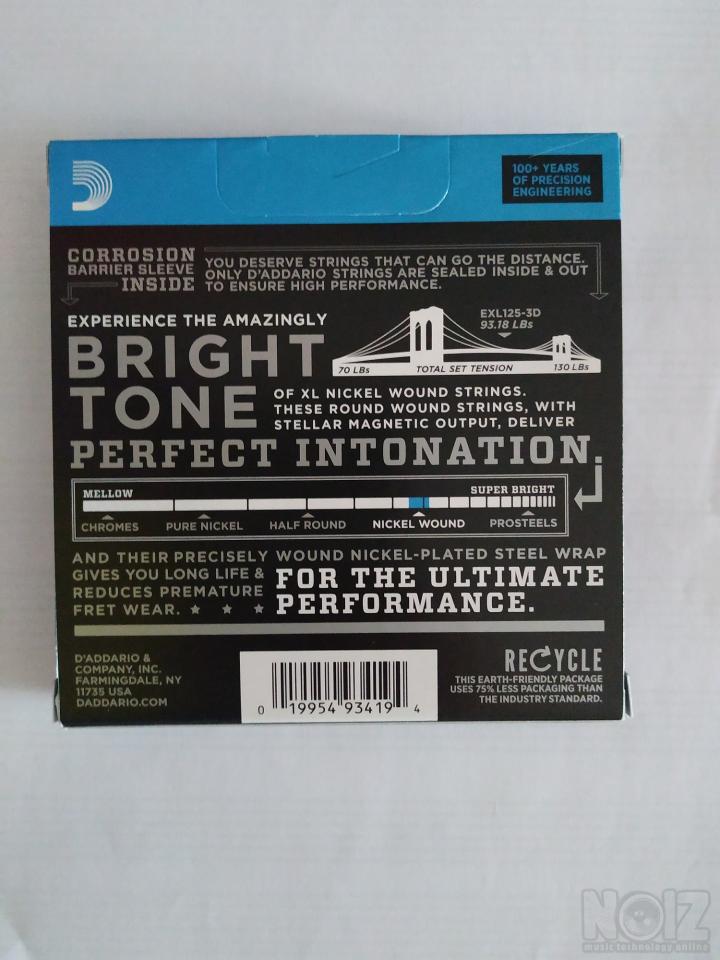 100+ YEARS
OF PRECISION
ENGINEERING
CORROSION
BARRIER SLEEVE
INSIDE
YOU DESERVE STRINGS THAT CAN GO THE DISTANCE.
ONLY D'ADDARIO STRINGS ARE SEALED INSIDE & OUT
TO ENSURE HIGH PERFORMANCE.
EXPERIENCE THE AMAZINGLY
BRIGHT
TONE
EXL125-3D
93.18 LBs
70 LBs TOTAL SET TENSION 130 LBs
OF XL NICKEL WOUND STRINGS.
THESE ROUND WOUND STRINGS, WITH
STELLAR MAGNETIC OUTPUT, DELIVER
PERFECT INTONATION.
MELLOW SUPER BRIGHT
CHROMES PURE NICKEL HALF ROUND NICKEL WOUND PROSTEELS
AND THEIR PRECISELY WOUND NICKEL-PLATED STEEL WRAP
GIVES YOU LONG LIFE &
REDUCES PREMATURE
FRET WEAR.
FOR THE ULTIMATE
PERFORMANCE.
D'ADDARIO &
COMPANY, INC.
FARMINGDALE, NY
11735 USA
DADDARIO.COM
0 19954 93419 4
RECYCLE
THIS EARTH-FRIENDLY PACKAGE
USES 75% LESS PACKAGING THAN
THE INDUSTRY STANDARD.
NOIZ
music technology online